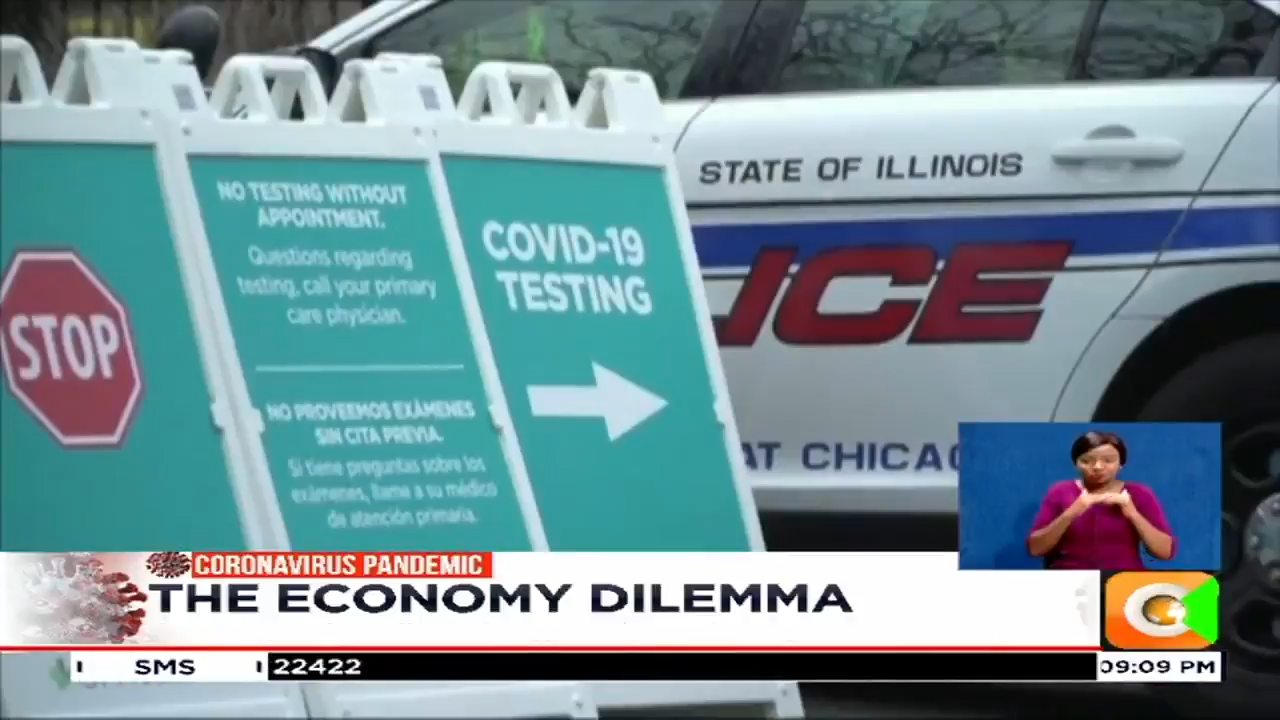 STOP
NO TESTING WITHOUT
APPOINTMENT.
Questions regarding
testing, call your primary
care physician.
NO PROVEEMOS EXÁMENES
SIN CITA PREVIA.
Si tiene preguntas sobre los
exámenes, llame a su médico
de atención primaria.
COVID-19
TESTING
STATE OF ILLINOIS
ICE
AT CHICAG
CORONAVIRUS PANDEMIC
THE ECONOMY DILEMMA
SMS
22422
09:09 PM